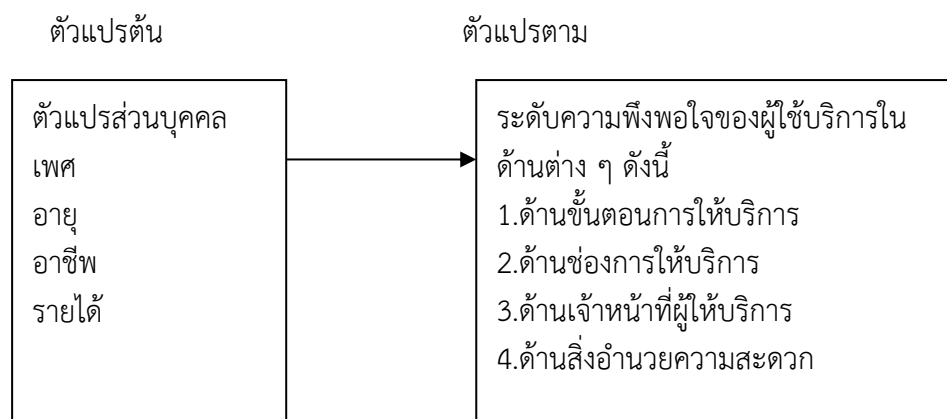 ตัวแปรต้น
ตัวแปรตาม
ตัวแปรส่วนบุคคล
เพศ
อายุ
อาชีพ
รายได้
ระดับความพึงพอใจของผู้ใช้บริการใน
ด้านต่าง ๆ ดังนี้
1.ด้านขั้นตอนการให้บริการ
2.ด้านช่องการให้บริการ
3.ด้านเจ้าหน้าที่ผู้ให้บริการ
4.ด้านสิ่งอำนวยความสะดวก